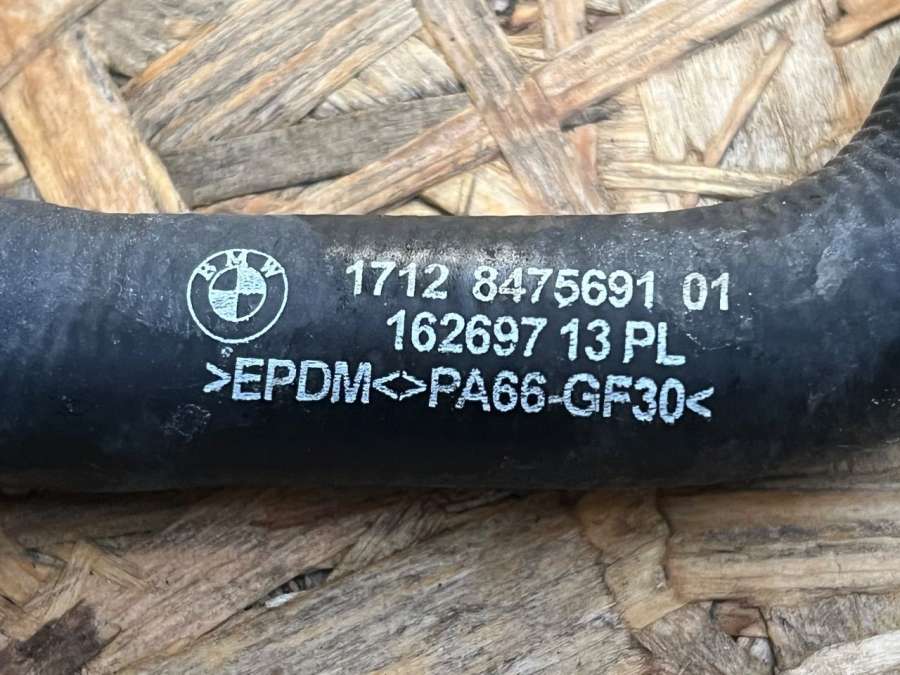 BMW
1712 8475691 01
162697 13 PL
>EPDM<>PA66-GF30<